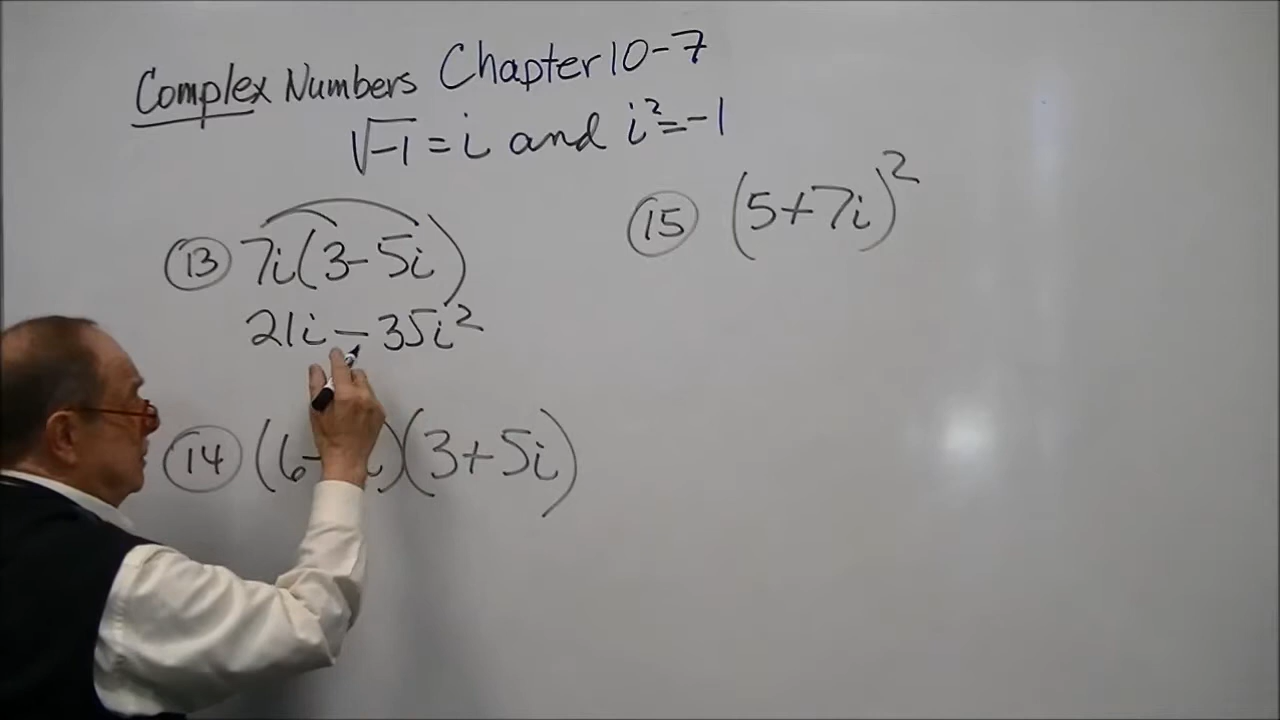 Complex Numbers Chapter 10-7
√-1 = i and i²=-1
13 7i(3-5i)
21i-35i²
14 (6- i)(3+5i)
15 (5+7i)²